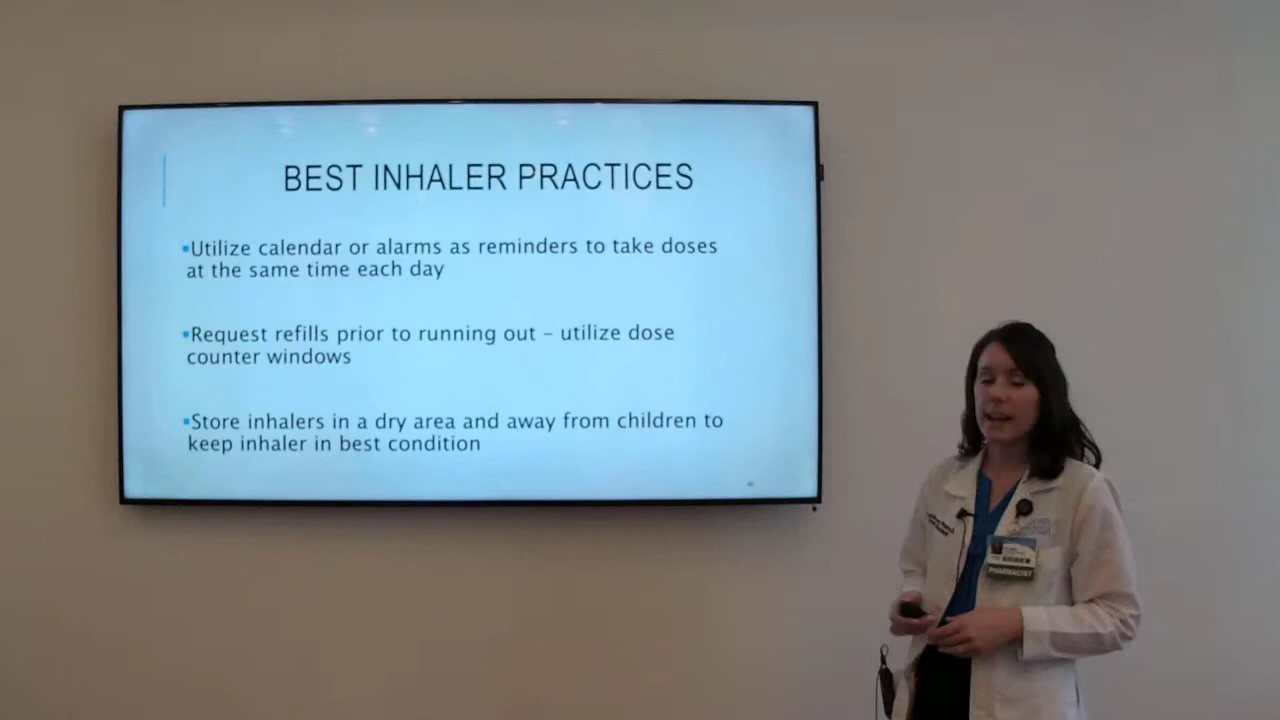 BEST INHALER PRACTICES
▪Utilize calendar or alarms as reminders to take doses
at the same time each day
▪Request refills prior to running out – utilize dose
counter windows
▪Store inhalers in a dry area and away from children to
keep inhaler in best condition
PHARMACIST